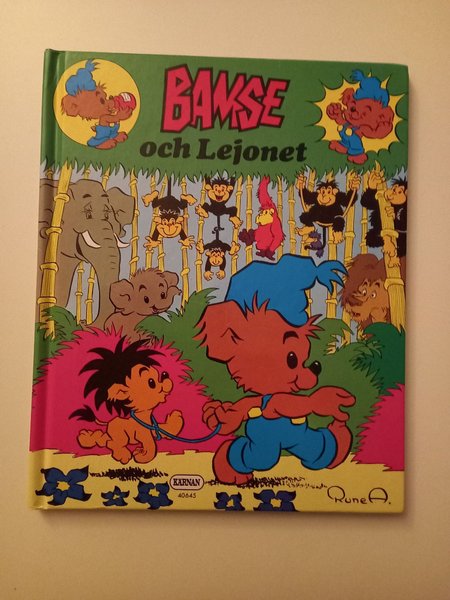 BAMSE
och Lejonet
KÄRNAN
40645
Rune A.